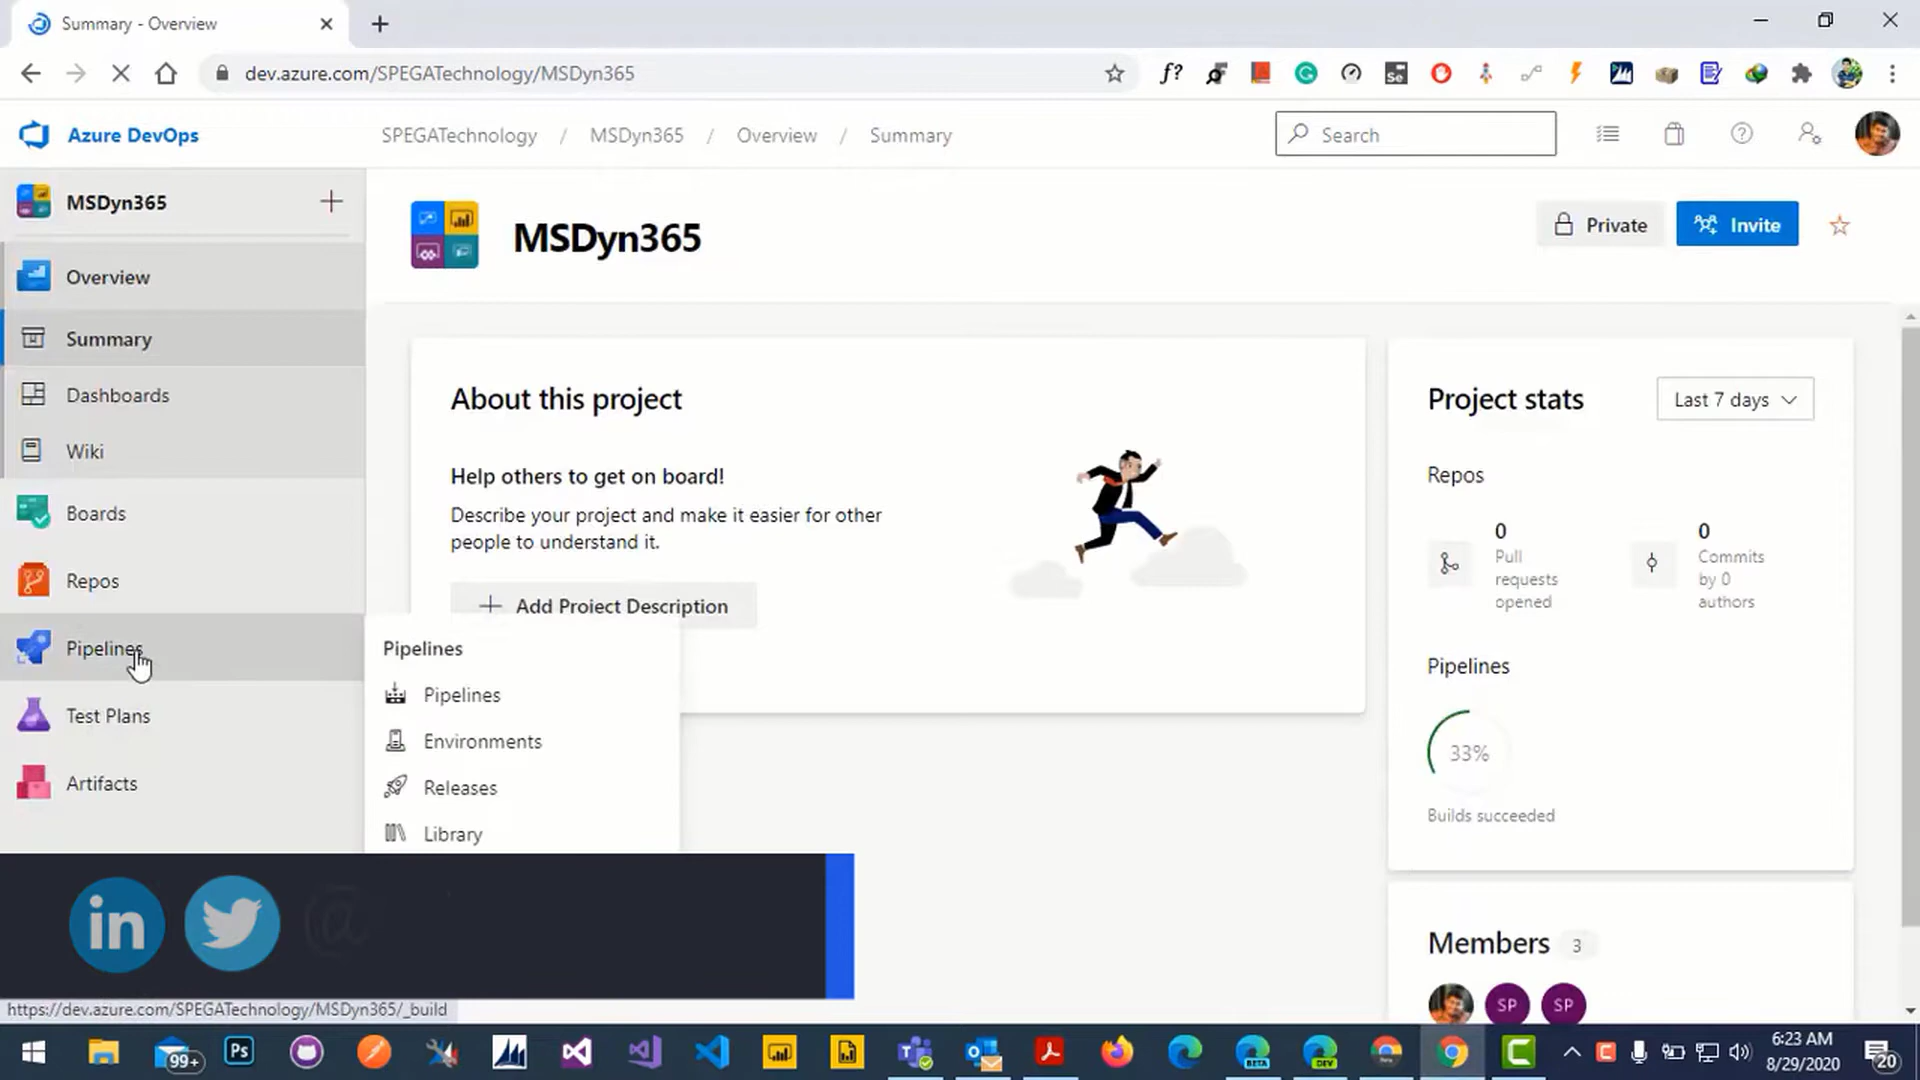 Summary - Overview
dev.azure.com/SPEGATechnology/MSDyn365
f?
Se
Azure DevOps
SPEGATechnology / MSDyn365 / Overview / Summary
Search
MSDyn365
MSDyn365
Private
Invite
Overview
Summary
Dashboards
Wiki
Boards
Repos
Pipelines
Test Plans
Artifacts
About this project
Help others to get on board!
Describe your project and make it easier for other
people to understand it.
Add Project Description
Pipelines
Pipelines
Environments
Releases
Library
Project stats
Last 7 days
Repos
0
Pull
requests
opened
0
Commits
by 0
authors
Pipelines
33%
Builds succeeded
Members 3
SP
SP
in
@
https://dev.azure.com/SPEGATechnology/MSDyn365/_build
99+
Ps
BETA
DEV
6:23 AM
8/29/2020
20